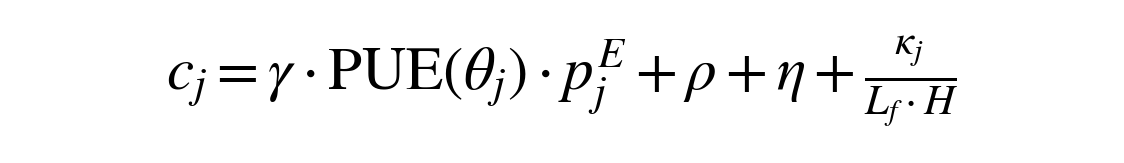 c_j = γ · PUE(θ_j) · p_j^E + ρ + η + κ_j / (L_f · H)